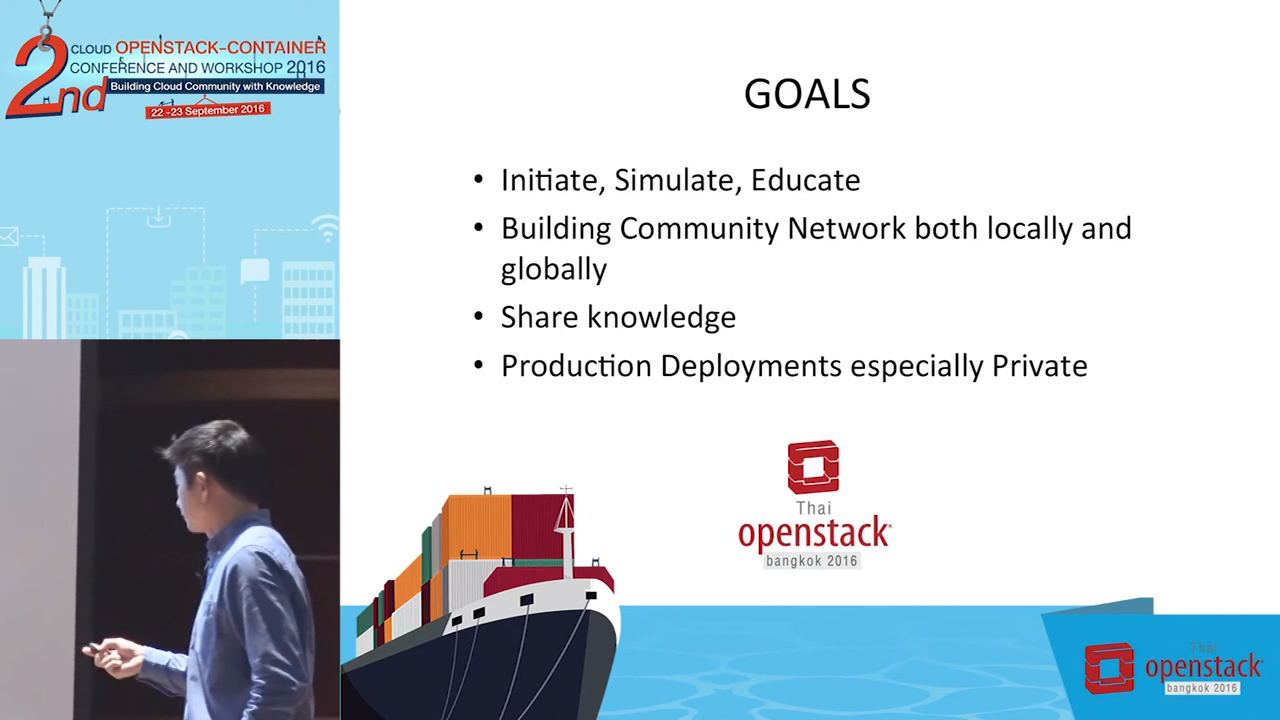 2nd
CLOUD OPENSTACK-CONTAINER
CONFERENCE AND WORKSHOP 2016
Building Cloud Community with Knowledge
22 -23 September 2016
GOALS
• Initiate, Simulate, Educate
• Building Community Network both locally and
globally
• Share knowledge
• Production Deployments especially Private
Thai
openstack
bangkok 2016
Thai
openstack
bangkok 2016